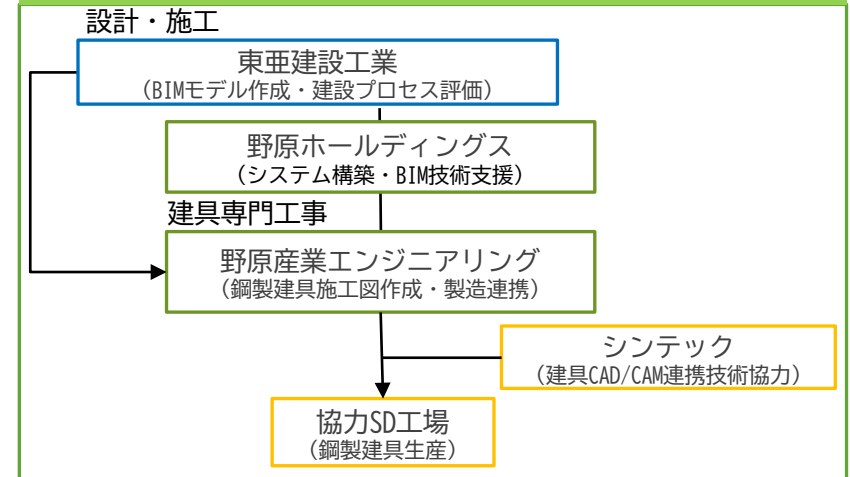 設計・施工
東亜建設工業
(BIMモデル作成・建設プロセス評価)
野原ホールディングス
(システム構築・BIM技術支援)
建具専門工事
野原産業エンジニアリング
(鋼製建具施工図作成・製造連携)
シンテック
(建具CAD/CAM連携技術協力)
協力SD工場
(鋼製建具生産)